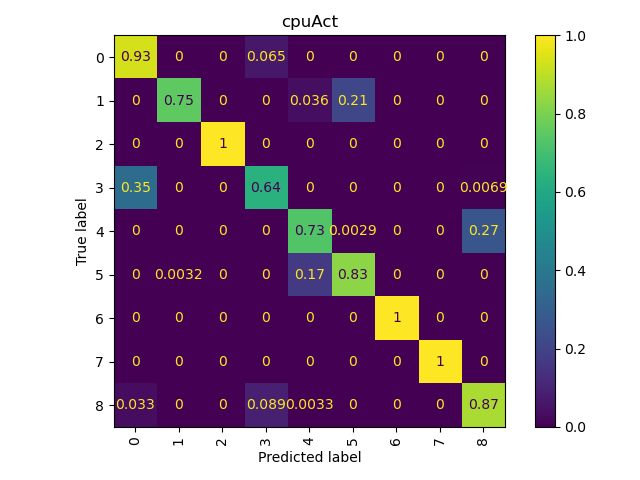 cpuAct
0 0.93 0 0 0.065 0 0 0 0 0
1 0 0.75 0 0 0.036 0.21 0 0 0
2 0 0 1 0 0 0 0 0 0
3 0.35 0 0 0.64 0 0 0 0 0.0069
4 0 0 0 0 0.73 0.0029 0 0 0.27
5 0 0.0032 0 0 0.17 0.83 0 0 0
6 0 0 0 0 0 0 1 0 0
7 0 0 0 0 0 0 0 1 0
8 0.033 0 0 0.089 0.0033 0 0 0 0.87
0 1 2 3 4 5 6 7 8
Predicted label
True label
1.0
0.8
0.6
0.4
0.2
0.0